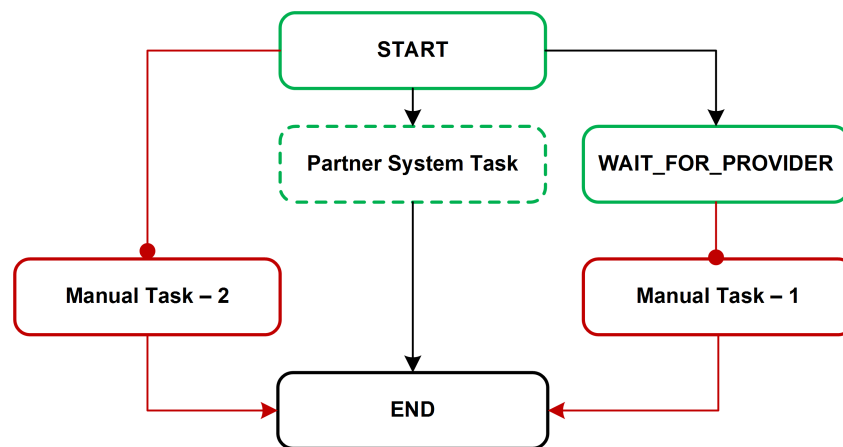 START
Partner System Task
WAIT_FOR_PROVIDER
Manual Task – 2
Manual Task – 1
END